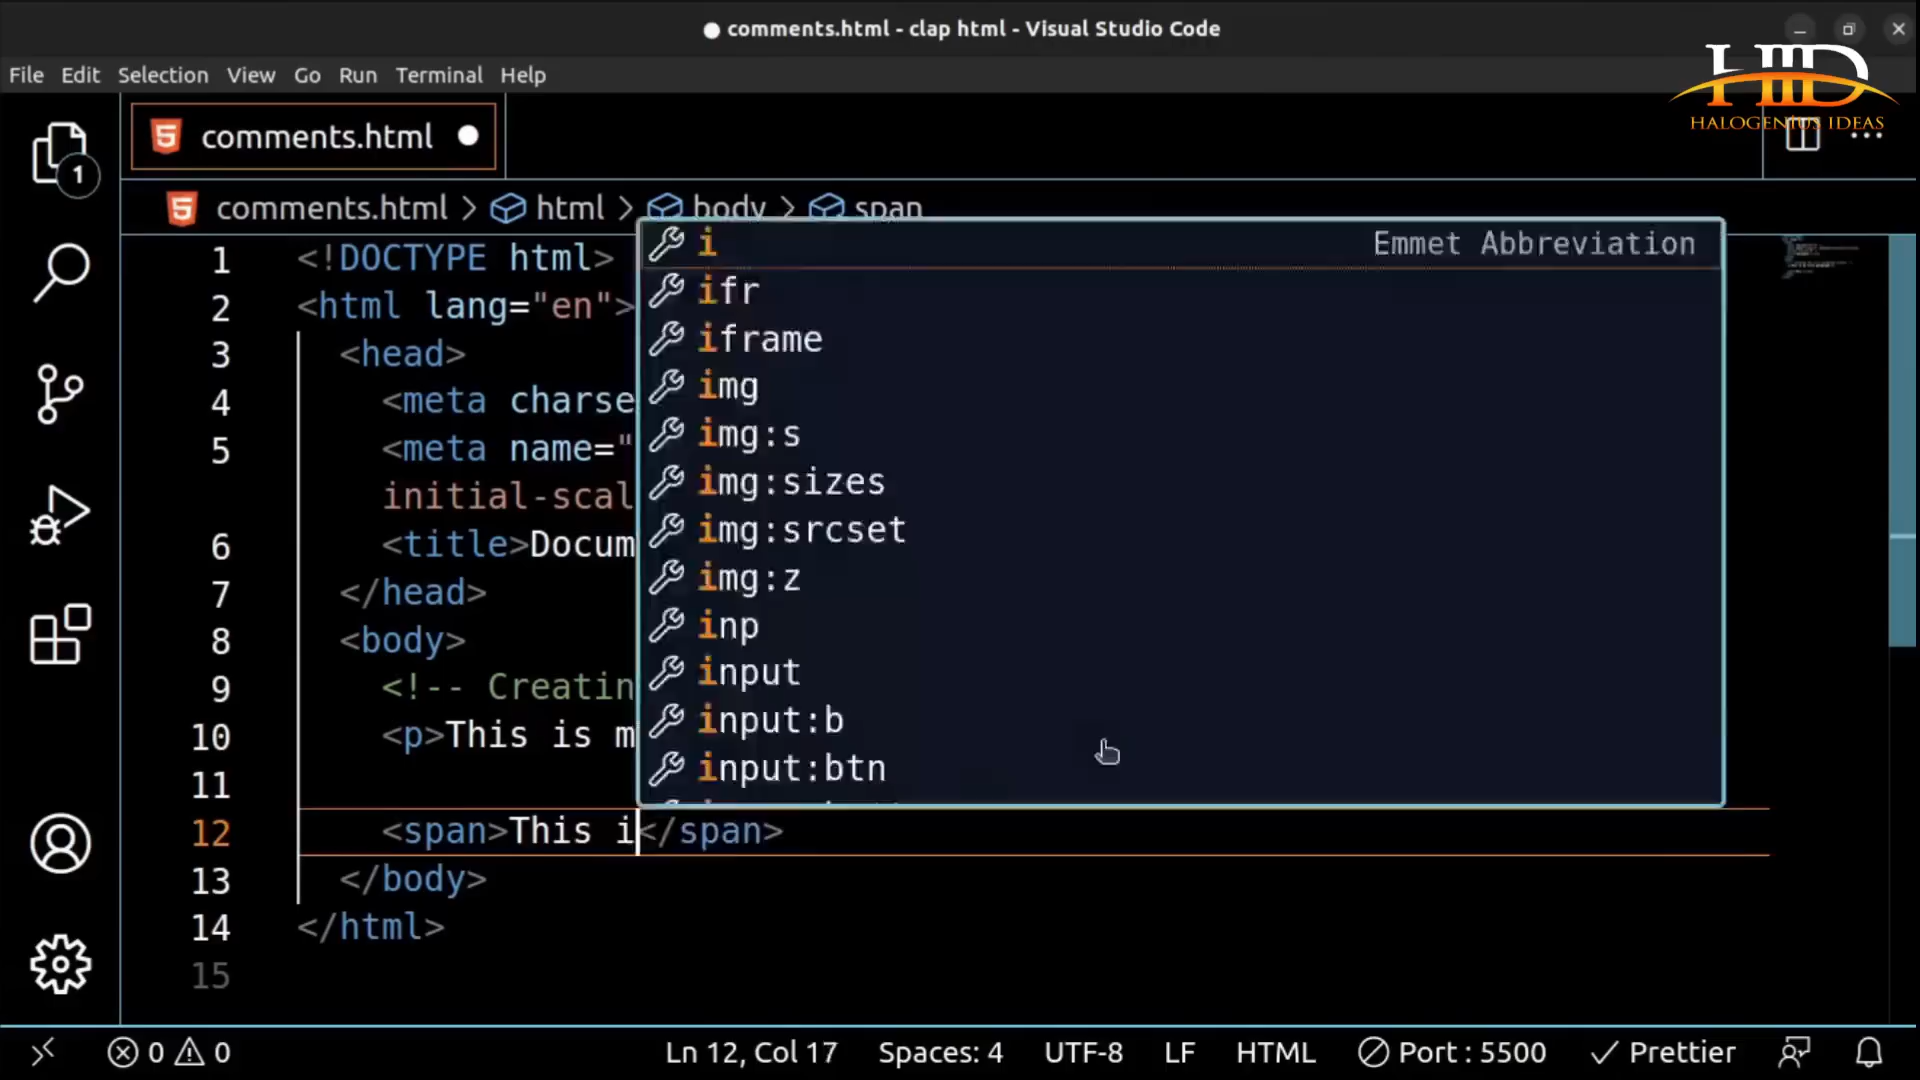 comments.html - clap html - Visual Studio Code
File Edit Selection View Go Run Terminal Help
HID
HALOGENIUS IDEAS
comments.html
1
comments.html > html > body > span
1 <!DOCTYPE html>
2 <html lang="en">
3 <head>
4 <meta charse
5 <meta name="
initial-scal
6 <title>Docum
7 </head>
8 <body>
9 <!-- Creatin
10 <p>This is m
11
12 <span>This i</span>
13 </body>
14 </html>
15
i Emmet Abbreviation
ifr
iframe
img
img:s
img:sizes
img:srcset
img:z
inp
input
input:b
input:btn
0 0 Ln 12, Col 17 Spaces: 4 UTF-8 LF HTML Port : 5500 Prettier